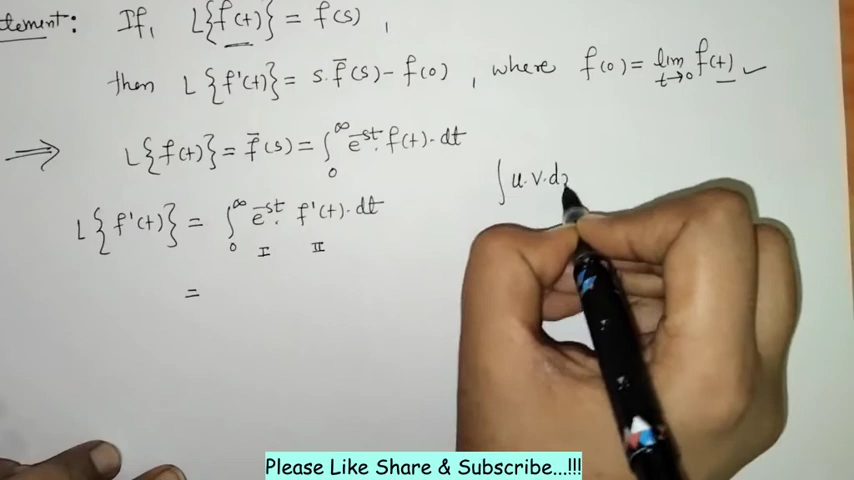 tement: If, L{f(t)} = f(s) ,
then L{f'(t)} = s.f̅(s) - f(0) , where f(0) = lim t→0 f(t) ✓
⇒ L{f(t)} = f̅(s) = ∫₀^∞ e^-st . f(t) . dt
∫ u.v.d
L{f'(t)} = ∫₀^∞ e^-st . f'(t) . dt
I II
=
Please Like Share & Subscribe...!!!